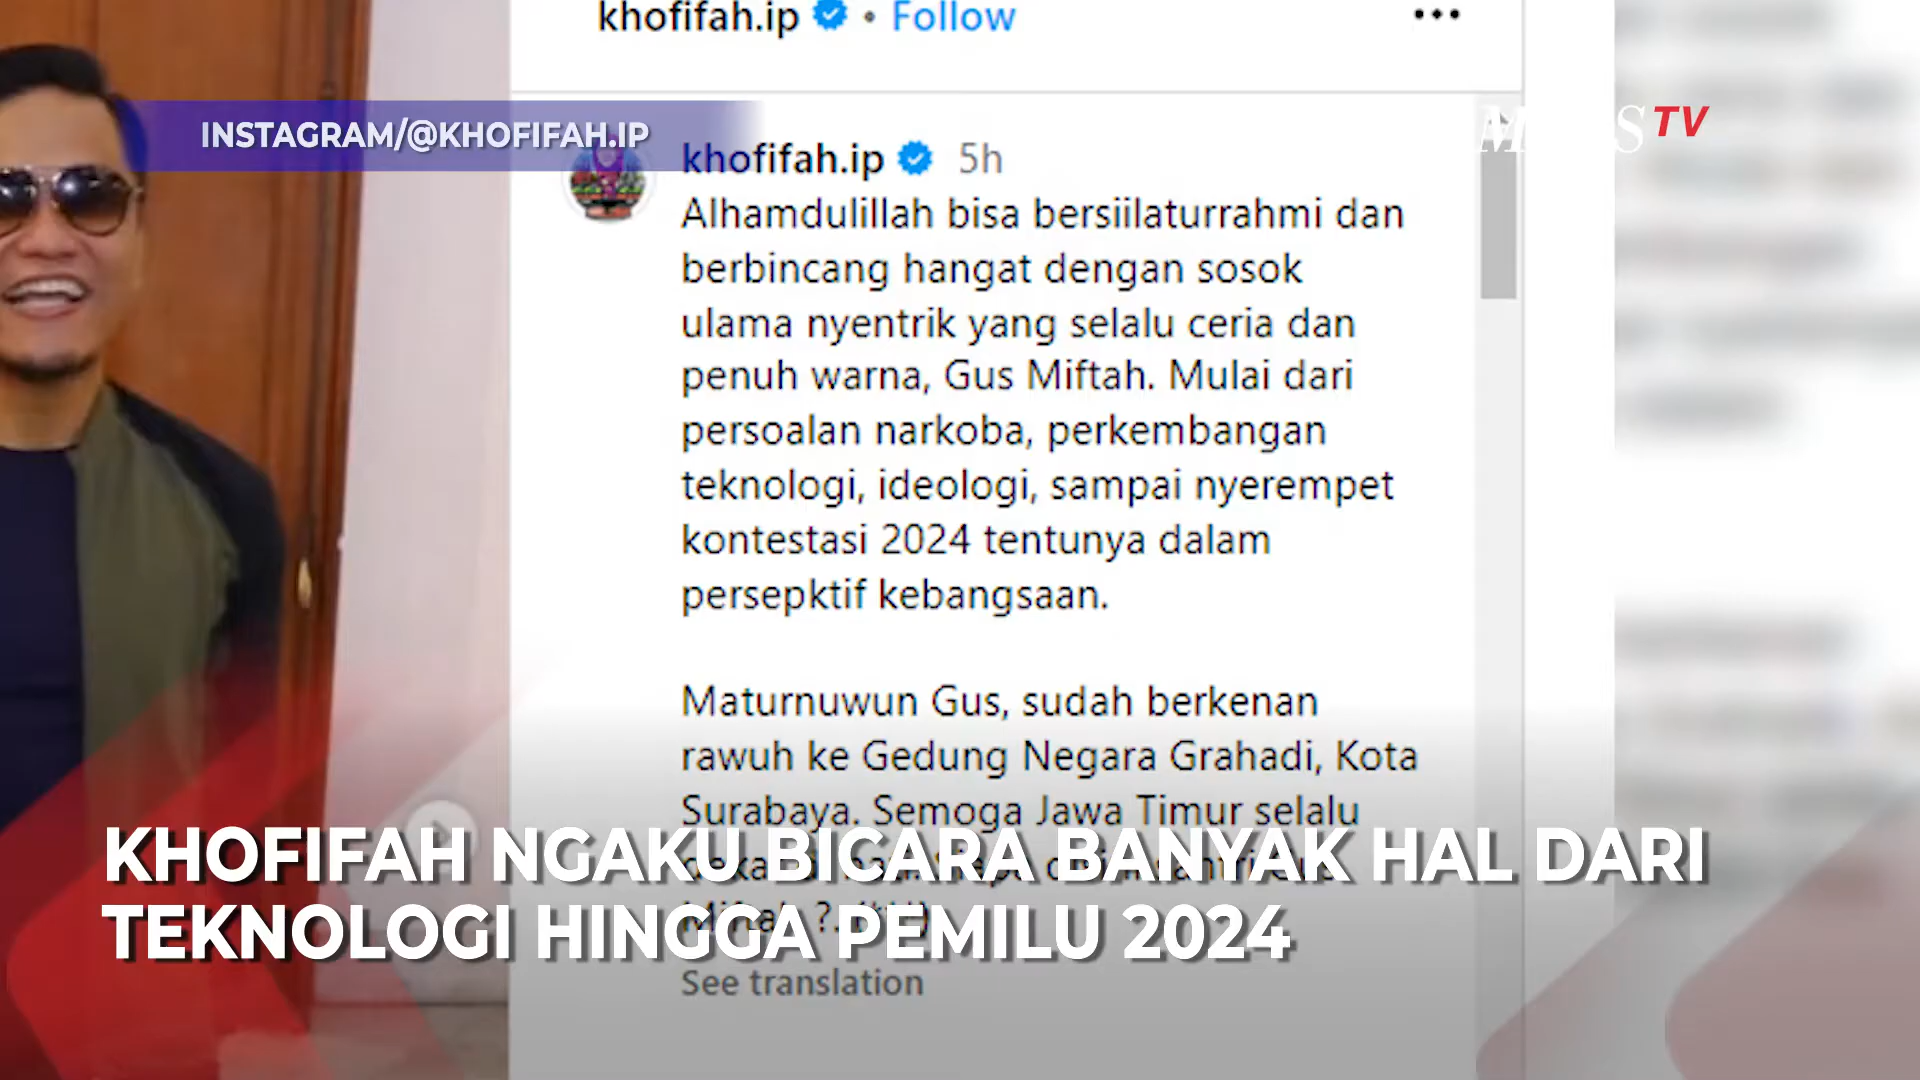 khofifah.ip • Follow
INSTAGRAM/@KHOFIFAH.IP
TV
khofifah.ip 5h
Alhamdulillah bisa bersiilaturrahmi dan
berbincang hangat dengan sosok
ulama nyentrik yang selalu ceria dan
penuh warna, Gus Miftah. Mulai dari
persoalan narkoba, perkembangan
teknologi, ideologi, sampai nyerempet
kontestasi 2024 tentunya dalam
persepktif kebangsaan.
Maturnuwun Gus, sudah berkenan
rawuh ke Gedung Negara Grahadi, Kota
Surabaya. Semoga Jawa Timur selalu
KHOFIFAH NGAKU BICARA BANYAK HAL DARI
TEKNOLOGI HINGGA PEMILU 2024
See translation